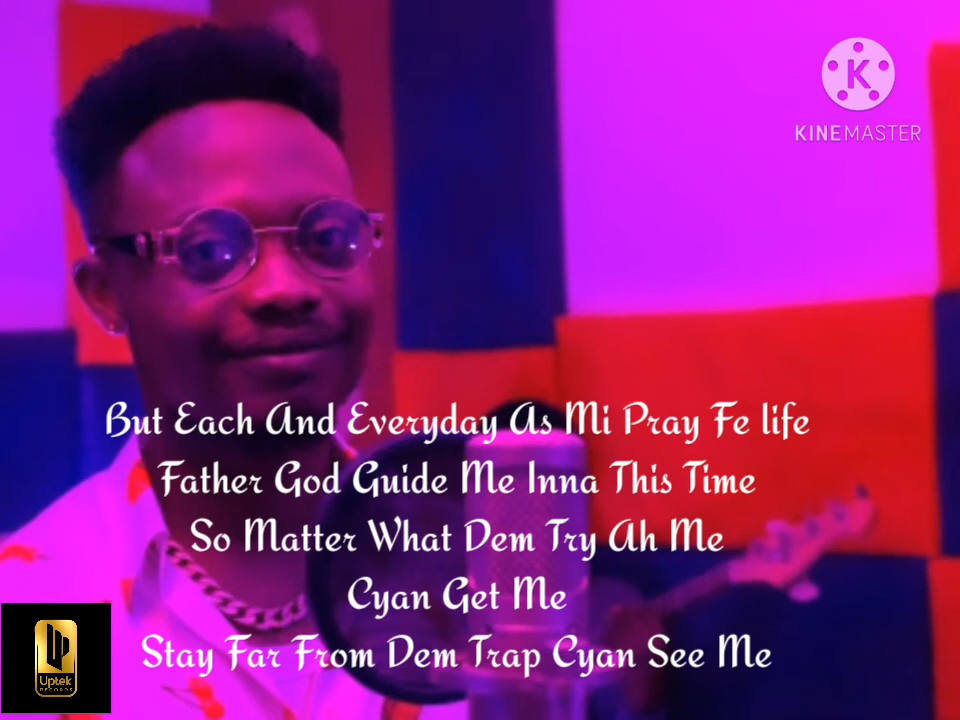 KINEMASTER
But Each And Everyday As Mi Pray Fe life
Father God Guide Me Inna This Time
So Matter What Dem Try Ah Me
Cyan Get Me
Stay Far From Dem Trap Cyan See Me
Uptek
RECORDS